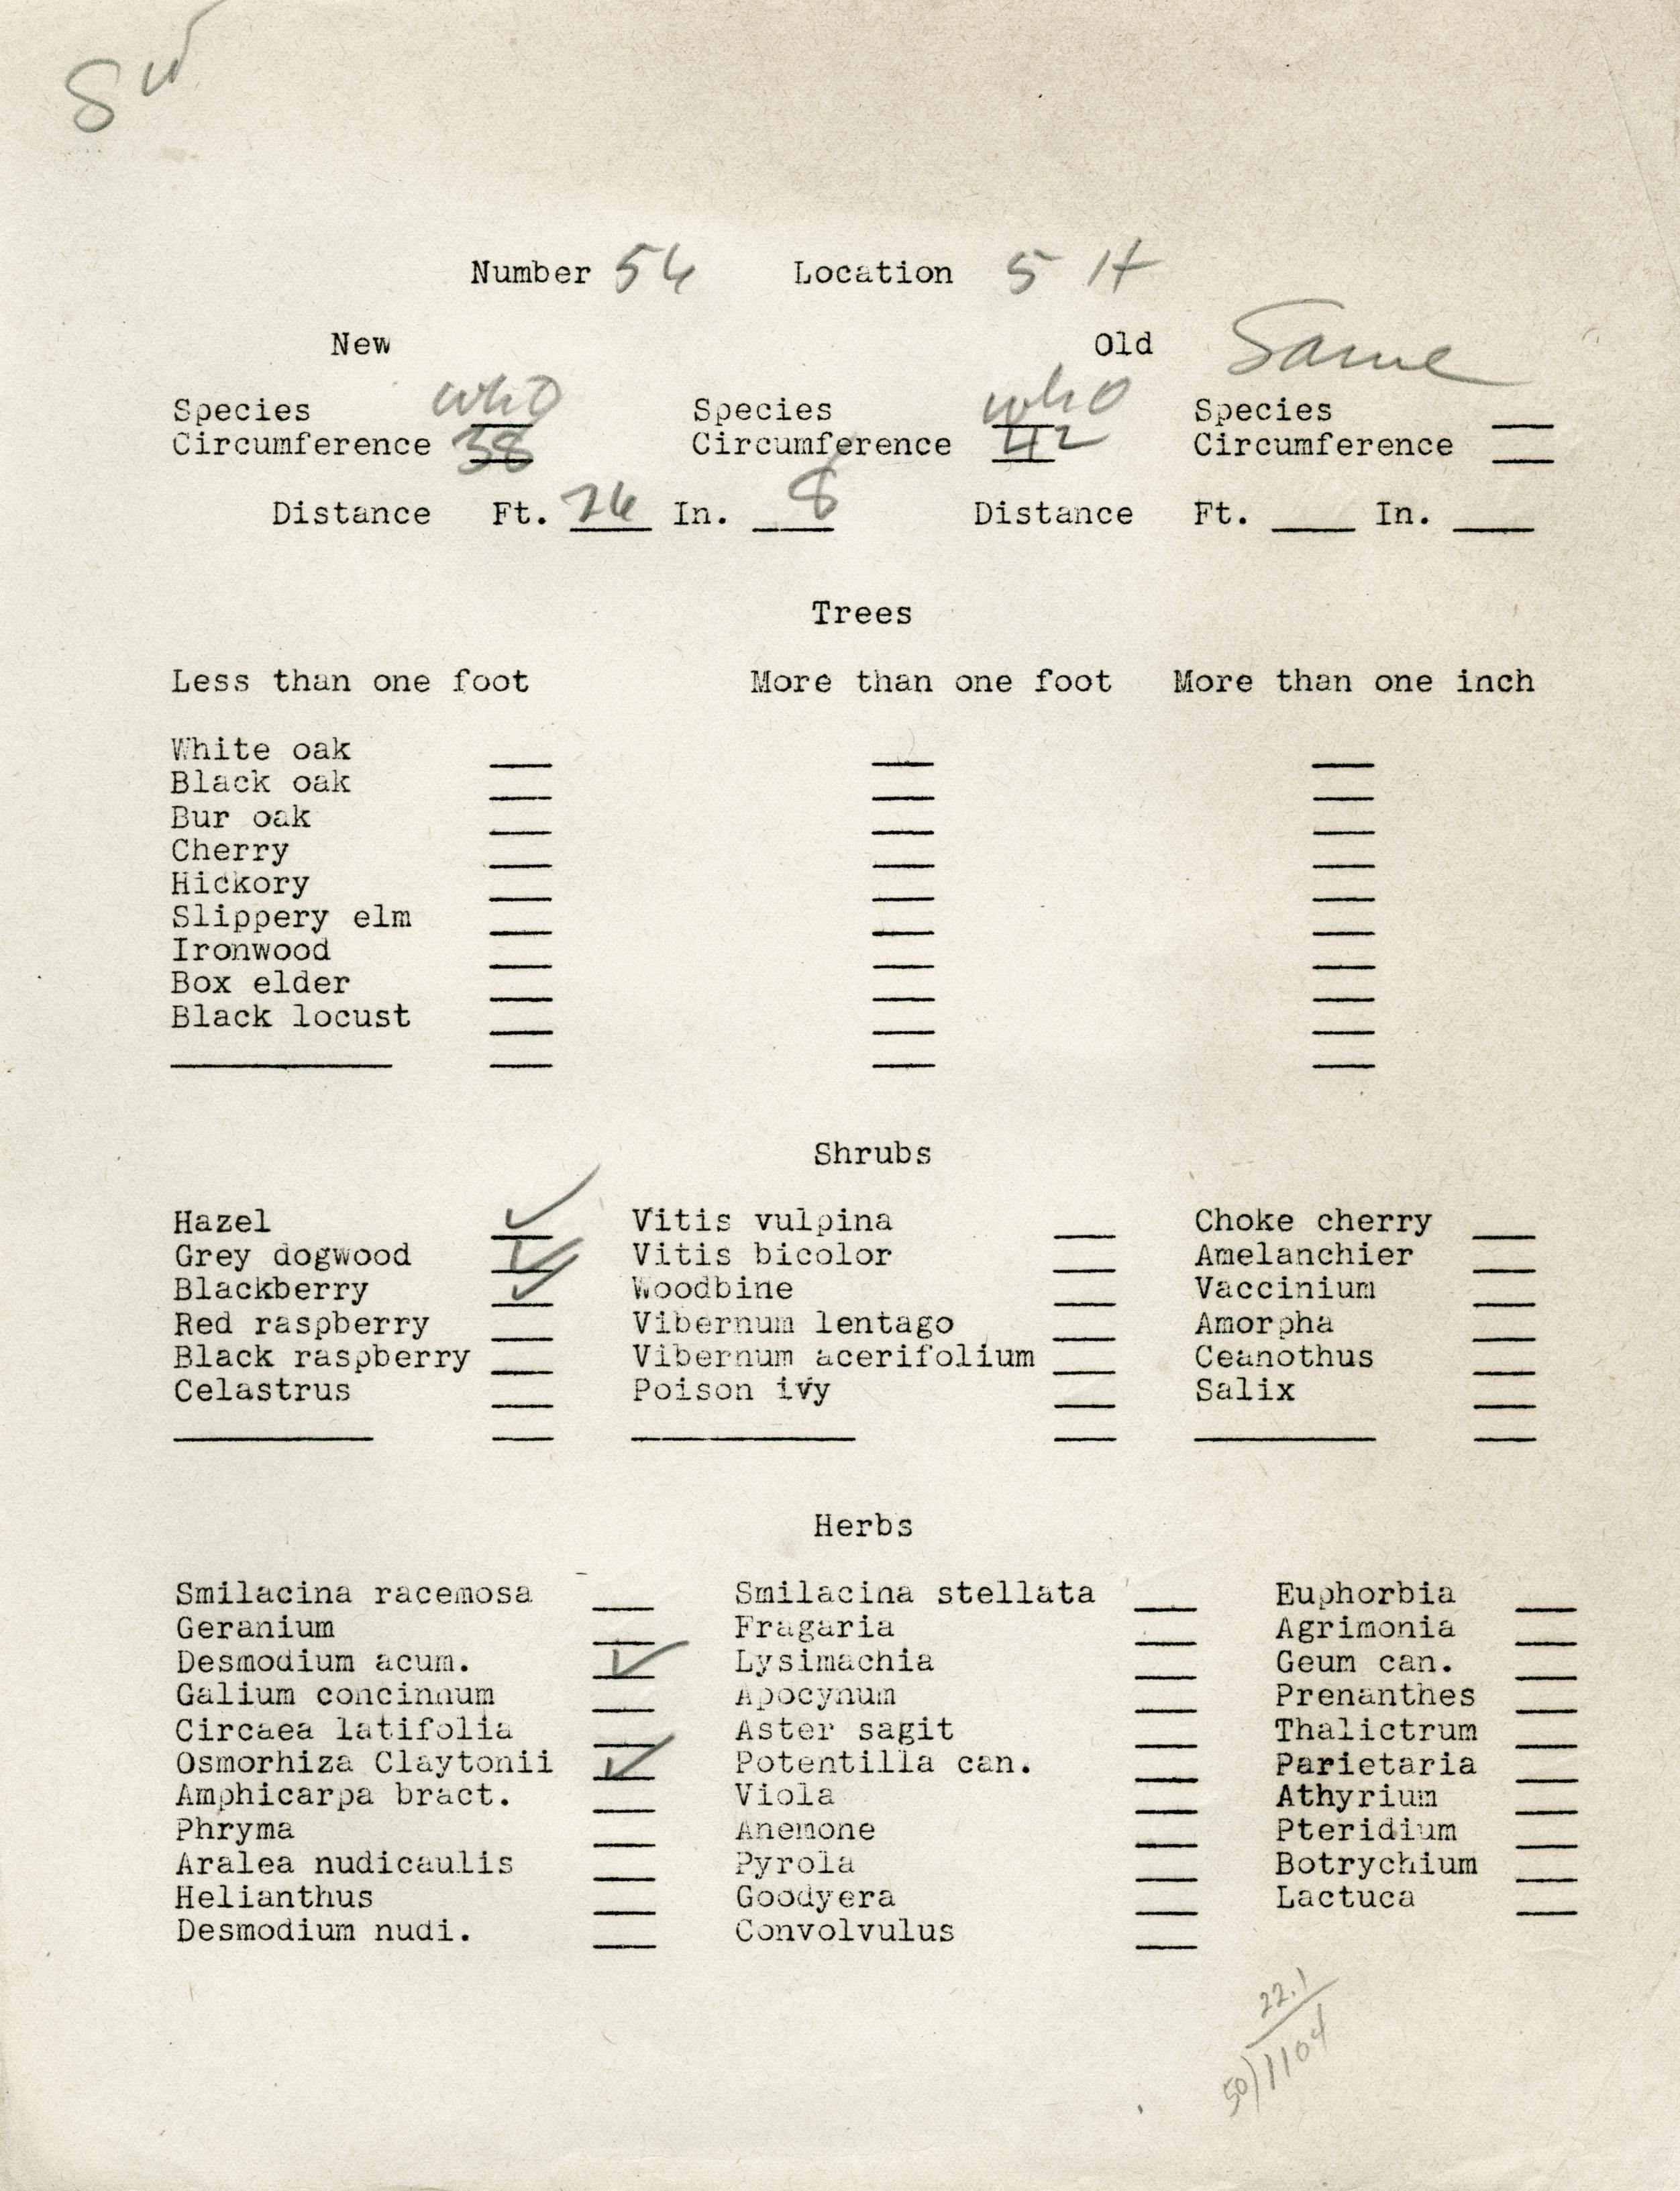 SW
Number 54 Location 5 H
New Old Same
Species who Species who Species
Circumference 38 Circumference 42 Circumference
Distance Ft. 26 In. 8 Distance Ft. In.
Trees
Less than one foot More than one foot More than one inch
White oak
Black oak
Bur oak
Cherry
Hickory
Slippery elm
Ironwood
Box elder
Black locust
Shrubs
Hazel ✓ Vitis vulpina Choke cherry
Grey dogwood ✓ Vitis bicolor Amelanchier
Blackberry ✓ Woodbine Vaccinium
Red raspberry Vibernum lentago Amorpha
Black raspberry Vibernum acerifolium Ceanothus
Celastrus Poison ivy Salix
Herbs
Smilacina racemosa Smilacina stellata Euphorbia
Geranium Fragaria Agrimonia
Desmodium acum. ✓ Lysimachia Geum can.
Galium concinnum Apocynum Prenanthes
Circaea latifolia Aster sagit Thalictrum
Osmorhiza Claytonii ✓ Potentilla can. Parietaria
Amphicarpa bract. Viola Athyrium
Phryma Anemone Pteridium
Aralea nudicaulis Pyrola Botrychium
Helianthus Goodyera Lactuca
Desmodium nudi. Convolvulus
22.1
50)1104